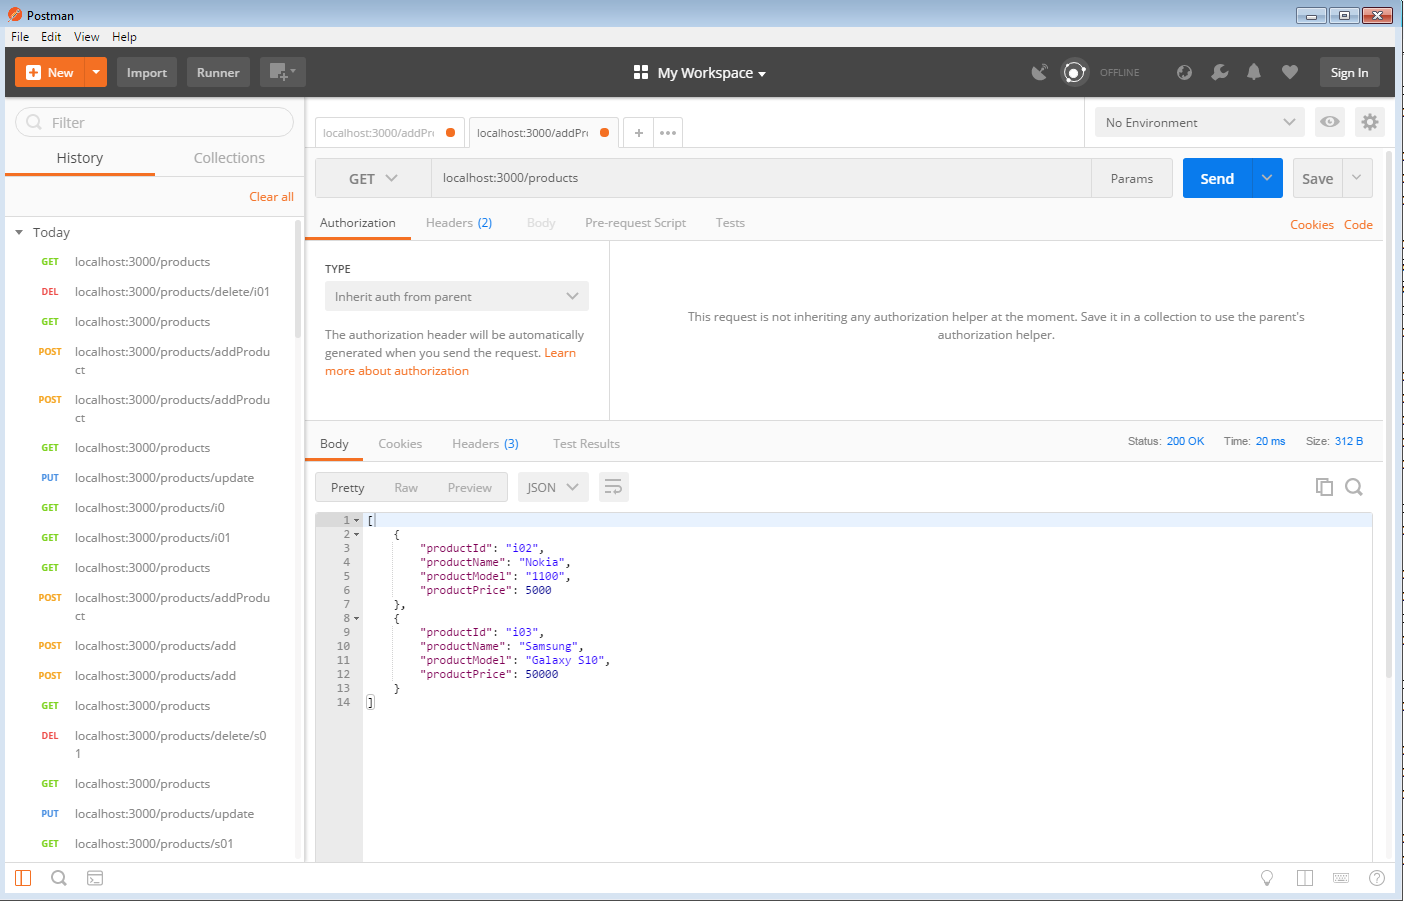 Postman
File Edit View Help
New Import Runner My Workspace OFFLINE Sign In
Filter
History Collections
Clear all
Today
GET localhost:3000/products
DEL localhost:3000/products/delete/i01
GET localhost:3000/products
POST localhost:3000/products/addProdu
ct
POST localhost:3000/products/addProdu
ct
GET localhost:3000/products
PUT localhost:3000/products/update
GET localhost:3000/products/i0
GET localhost:3000/products/i01
GET localhost:3000/products
POST localhost:3000/products/addProdu
ct
POST localhost:3000/products/add
POST localhost:3000/products/add
GET localhost:3000/products
DEL localhost:3000/products/delete/s0
1
GET localhost:3000/products
PUT localhost:3000/products/update
GET localhost:3000/products/s01
localhost:3000/addPr localhost:3000/addPr + ••• No Environment
GET localhost:3000/products Params Send Save
Authorization Headers (2) Body Pre-request Script Tests Cookies Code
TYPE
Inherit auth from parent
The authorization header will be automatically
generated when you send the request. Learn
more about authorization
This request is not inheriting any authorization helper at the moment. Save it in a collection to use the parent's
authorization helper.
Body Cookies Headers (3) Test Results Status: 200 OK Time: 20 ms Size: 312 B
Pretty Raw Preview JSON
1 [
2 {
3 "productId": "i02",
4 "productName": "Nokia",
5 "productModel": "1100",
6 "productPrice": 5000
7 },
8 {
9 "productId": "i03",
10 "productName": "Samsung",
11 "productModel": "Galaxy S10",
12 "productPrice": 50000
13 }
14 ]